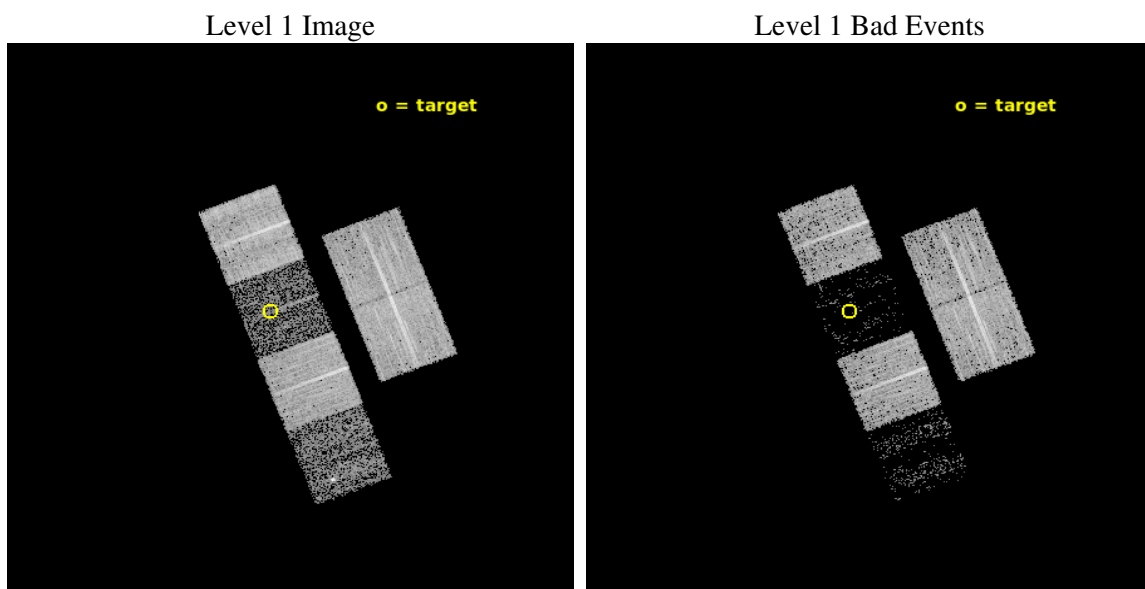 Level 1 Image
Level 1 Bad Events
o = target
o = target